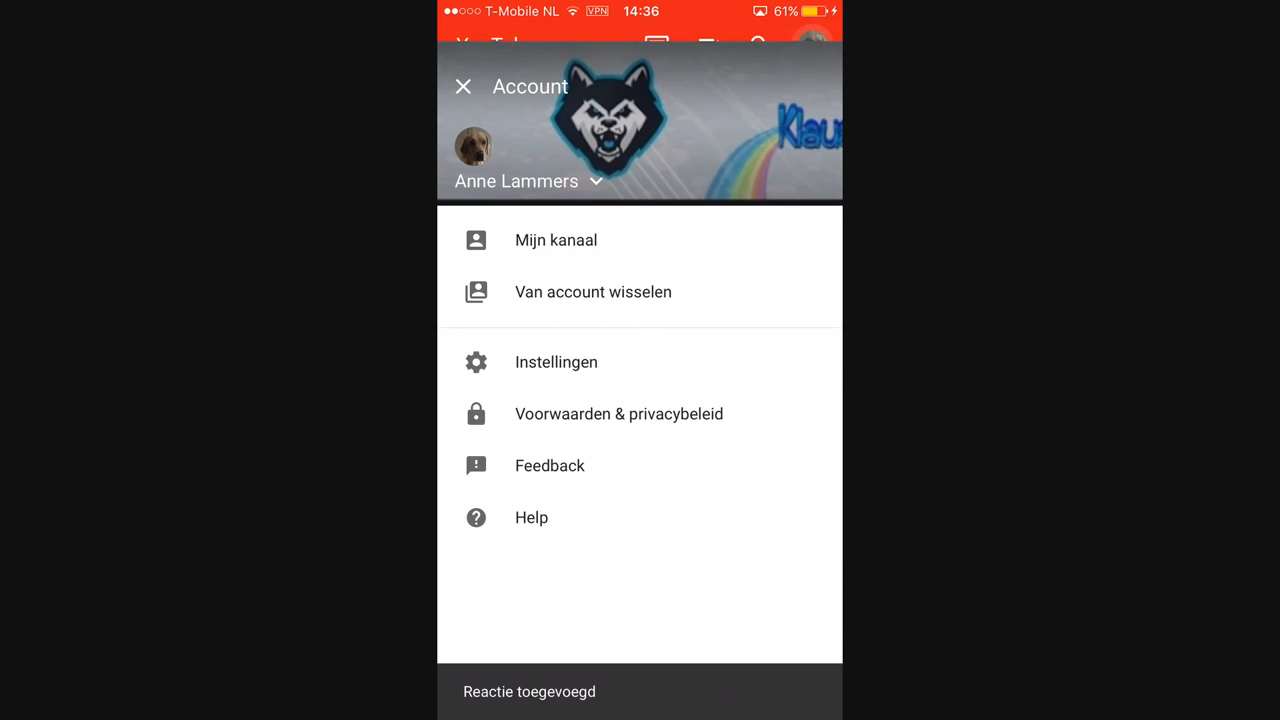 T-Mobile NL VPN 14:36 61%
Account
Anne Lammers
Mijn kanaal
Van account wisselen
Instellingen
Voorwaarden & privacybeleid
Feedback
Help
Reactie toegevoegd